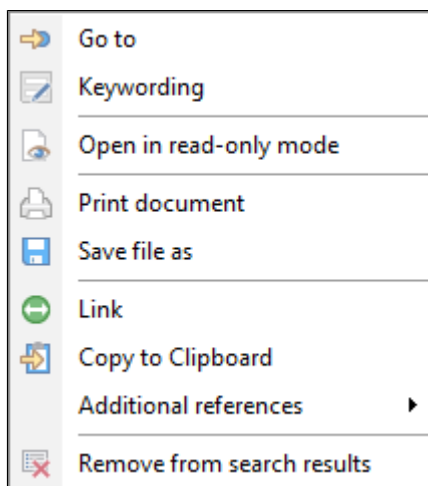 Go to
Keywording
Open in read-only mode
Print document
Save file as
Link
Copy to Clipboard
Additional references
Remove from search results